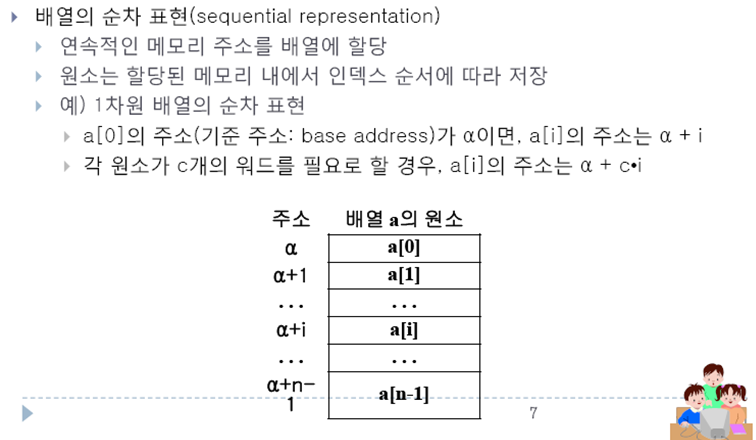 배열의 순차 표현(sequential representation)
연속적인 메모리 주소를 배열에 할당
원소는 할당된 메모리 내에서 인덱스 순서에 따라 저장
예) 1차원 배열의 순차 표현
a[0]의 주소(기준 주소: base address)가 α이면, a[i]의 주소는 α + i
각 원소가 c개의 워드를 필요로 할 경우, a[i]의 주소는 α + c•i
주소 배열 a의 원소
α a[0]
α+1 a[1]
... ...
α+i a[i]
... ...
α+n-
1 a[n-1]
7